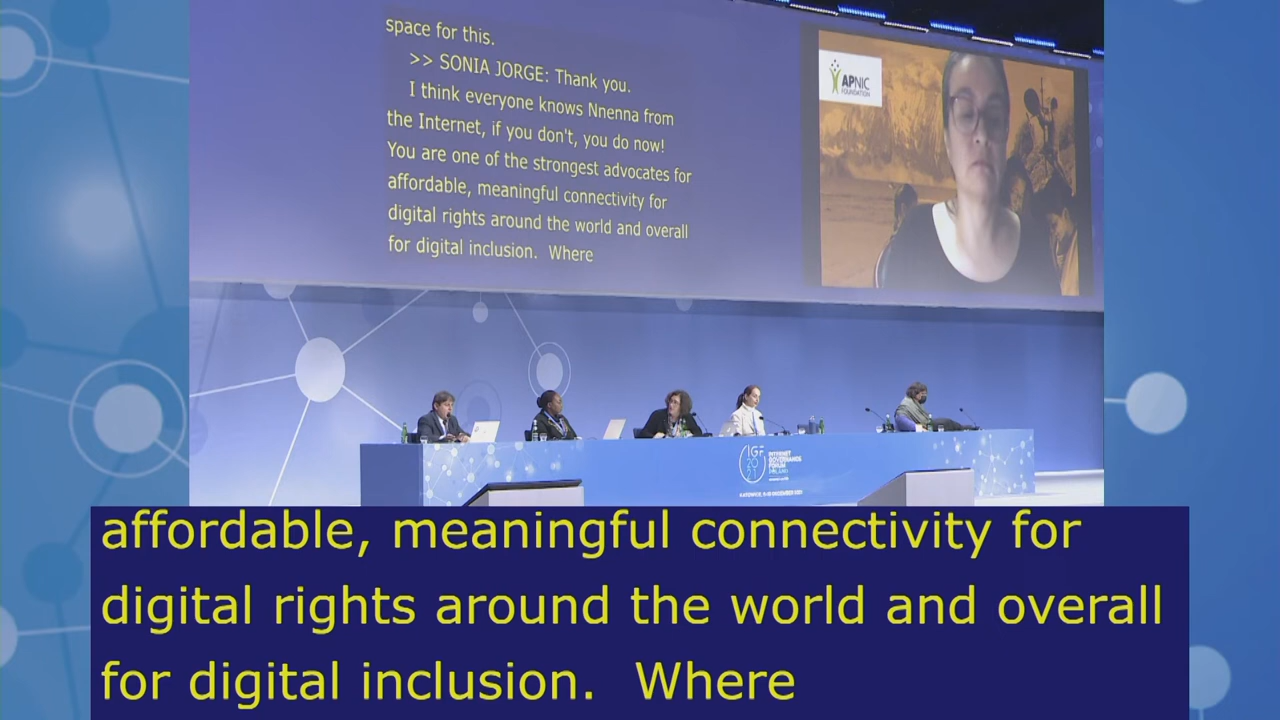 space for this.
>> SONIA JORGE: Thank you.
I think everyone knows Nnenna from
the Internet, if you don't, you do now!
You are one of the strongest advocates for
affordable, meaningful connectivity for
digital rights around the world and overall
for digital inclusion. Where
APNIC
FOUNDATION
IGF
20
21
INTERNET
GOVERNANCE
FORUM
POLAND
affordable, meaningful connectivity for
digital rights around the world and overall
for digital inclusion. Where